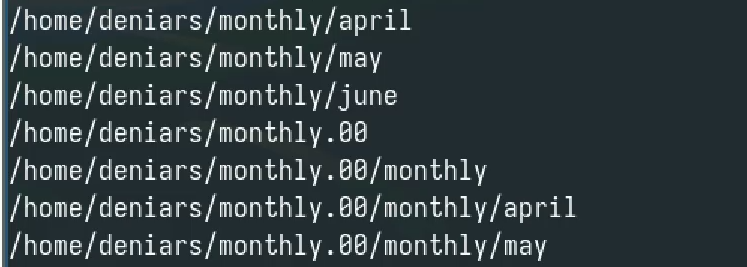 /home/deniars/monthly/april
/home/deniars/monthly/may
/home/deniars/monthly/june
/home/deniars/monthly.00
/home/deniars/monthly.00/monthly
/home/deniars/monthly.00/monthly/april
/home/deniars/monthly.00/monthly/may